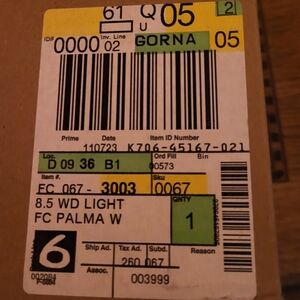 61 Q 05 2
U
ID# 0000 Inv. Line 02 GORNA 05
Prime Date Item ID Number
110723 K706-45167-021
Loc. Ord Fill Bin
D 09 36 B1 00573
Item #. Sku
FC 067 - 3003 0067
8.5 WD LIGHT QNTY
FC PALMA W 1
6 Ship Ad. Tax Ad. Subd. Reason
260 067
002084 Assoc. 003999